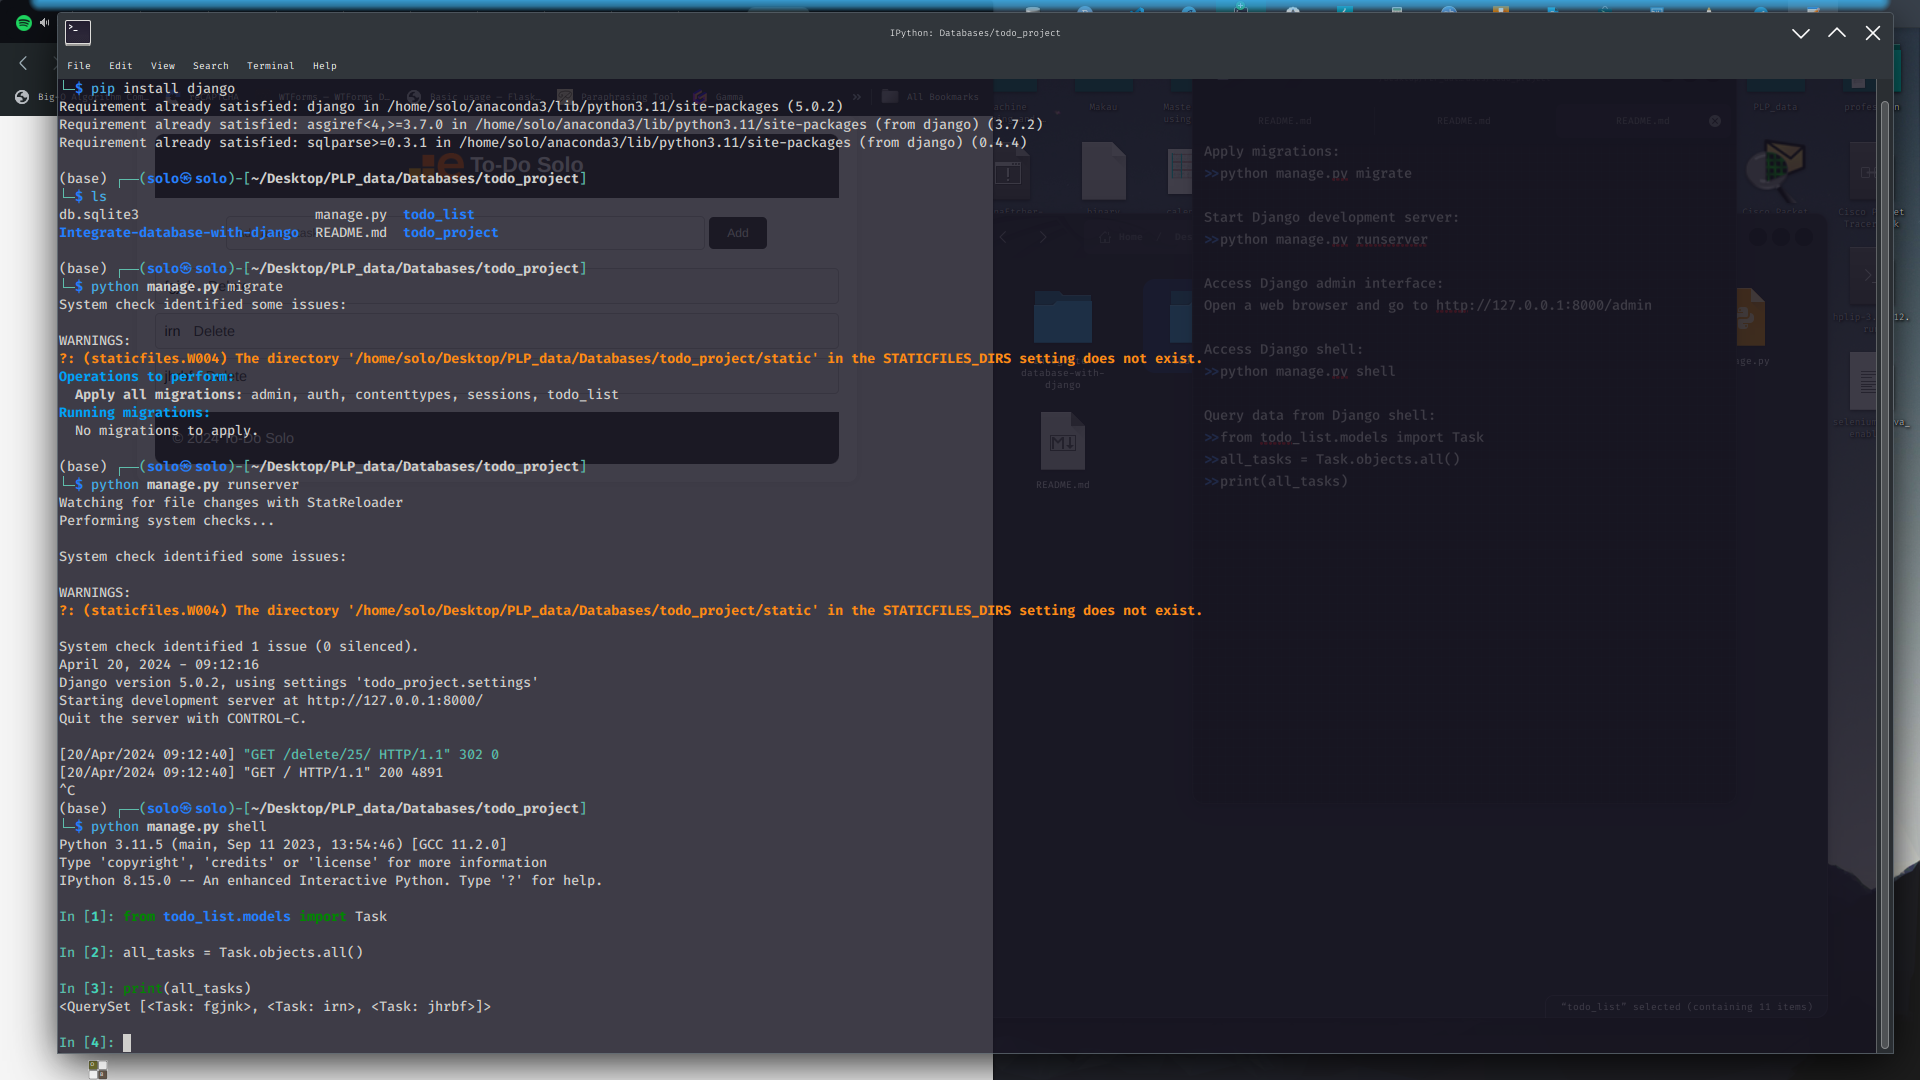 IPython: Databases/todo_project
File Edit View Search Terminal Help
└─$ pip install django
Requirement already satisfied: django in /home/solo/anaconda3/lib/python3.11/site-packages (5.0.2)
Requirement already satisfied: asgiref<4,>=3.7.0 in /home/solo/anaconda3/lib/python3.11/site-packages (from django) (3.7.2)
Requirement already satisfied: sqlparse>=0.3.1 in /home/solo/anaconda3/lib/python3.11/site-packages (from django) (0.4.4)
(base) ┌──(solo㉿solo)-[~/Desktop/PLP_data/Databases/todo_project]
└─$ ls
db.sqlite3 manage.py todo_list
Integrate-database-with-django README.md todo_project
(base) ┌──(solo㉿solo)-[~/Desktop/PLP_data/Databases/todo_project]
└─$ python manage.py migrate
System check identified some issues:
WARNINGS:
?: (staticfiles.W004) The directory '/home/solo/Desktop/PLP_data/Databases/todo_project/static' in the STATICFILES_DIRS setting does not exist.
Operations to perform:
Apply all migrations: admin, auth, contenttypes, sessions, todo_list
Running migrations:
No migrations to apply.
(base) ┌──(solo㉿solo)-[~/Desktop/PLP_data/Databases/todo_project]
└─$ python manage.py runserver
Watching for file changes with StatReloader
Performing system checks...
System check identified some issues:
WARNINGS:
?: (staticfiles.W004) The directory '/home/solo/Desktop/PLP_data/Databases/todo_project/static' in the STATICFILES_DIRS setting does not exist.
System check identified 1 issue (0 silenced).
April 20, 2024 - 09:12:16
Django version 5.0.2, using settings 'todo_project.settings'
Starting development server at http://127.0.0.1:8000/
Quit the server with CONTROL-C.
[20/Apr/2024 09:12:40] "GET /delete/25/ HTTP/1.1" 302 0
[20/Apr/2024 09:12:40] "GET / HTTP/1.1" 200 4891
^C
(base) ┌──(solo㉿solo)-[~/Desktop/PLP_data/Databases/todo_project]
└─$ python manage.py shell
Python 3.11.5 (main, Sep 11 2023, 13:54:46) [GCC 11.2.0]
Type 'copyright', 'credits' or 'license' for more information
IPython 8.15.0 -- An enhanced Interactive Python. Type '?' for help.
In [1]: from todo_list.models import Task
In [2]: all_tasks = Task.objects.all()
In [3]: print(all_tasks)
<QuerySet [<Task: fgjnk>, <Task: irn>, <Task: jhrbf>]>
In [4]:
All Bookmarks
To-Do Solo
Add
irn Delete
© 2024 To-Do Solo
Makau
PLP_data
README.md README.md README.md
Apply migrations:
>>python manage.py migrate
Start Django development server:
>>python manage.py runserver
Access Django admin interface:
Open a web browser and go to http://127.0.0.1:8000/admin
Access Django shell:
>>python manage.py shell
Query data from Django shell:
>>from todo_list.models import Task
>>all_tasks = Task.objects.all()
>>print(all_tasks)
Home
database-with-
django
README.md
"todo_list" selected (containing 11 items)